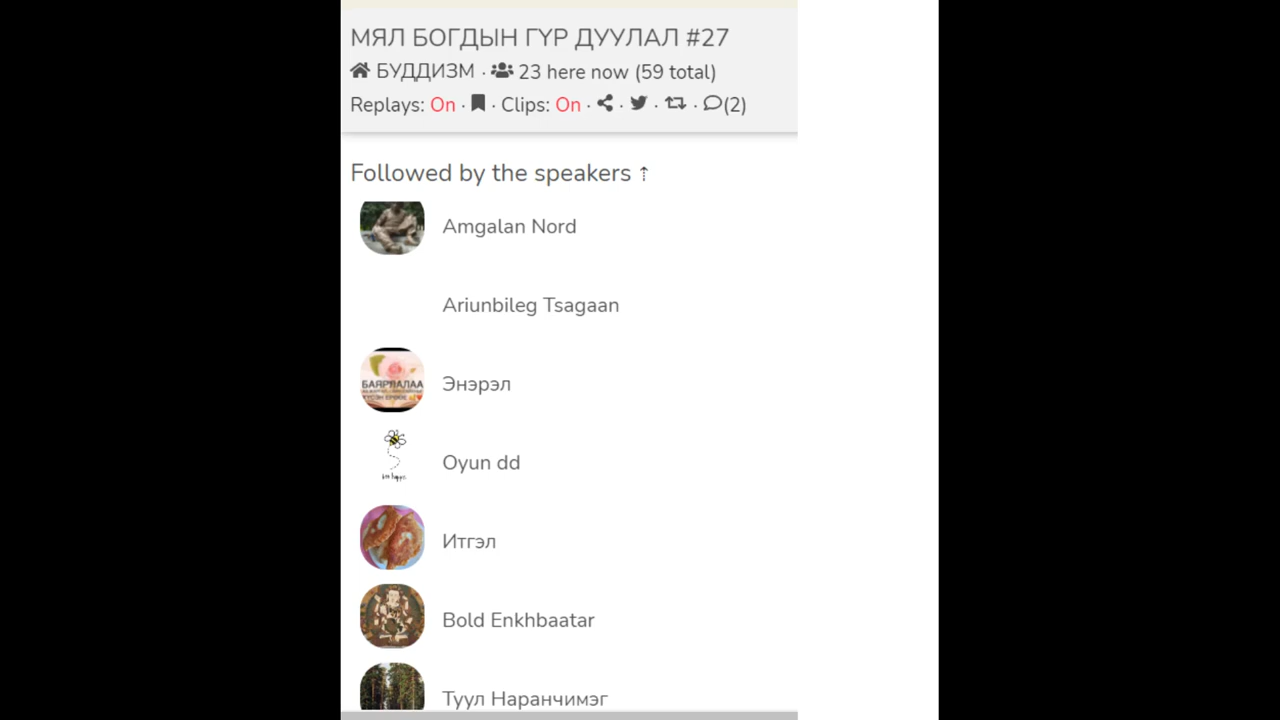 МЯЛ БОГДЫН ГҮР ДУУЛАЛ #27
БУДДИЗМ · 23 here now (59 total)
Replays: On · · Clips: On · · · · (2)
Followed by the speakers ⇡
Amgalan Nord
Ariunbileg Tsagaan
БАЯРЛАЛАА
Энэрэл
Oyun dd
Итгэл
Bold Enkhbaatar
Туул Наранчимэг